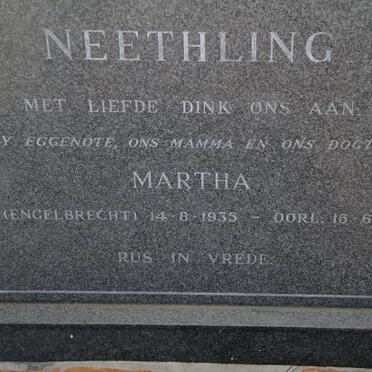 NEETHLING
MET LIEFDE DINK ONS AAN
Y EGGENOTE, ONS MAMMA EN ONS DOGT
MARTHA
(ENGELBRECHT) 14-8-1935 – OORL. 16-6
RUS IN VREDE